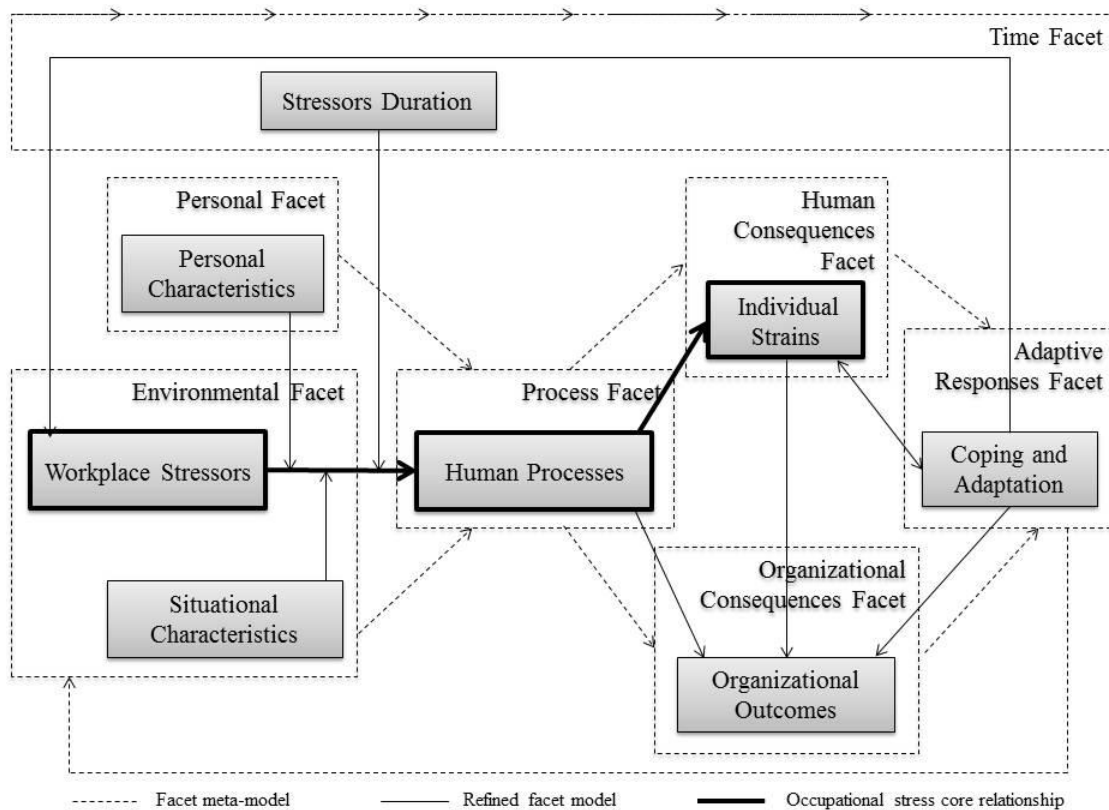 Time Facet
Stressors Duration
Personal Facet
Personal
Characteristics
Human
Consequences
Facet
Individual
Strains
Environmental Facet
Process Facet
Adaptive
Responses Facet
Workplace Stressors
Human Processes
Coping and
Adaptation
Situational
Characteristics
Organizational
Consequences Facet
Organizational
Outcomes
Facet meta-model
Refined facet model
Occupational stress core relationship